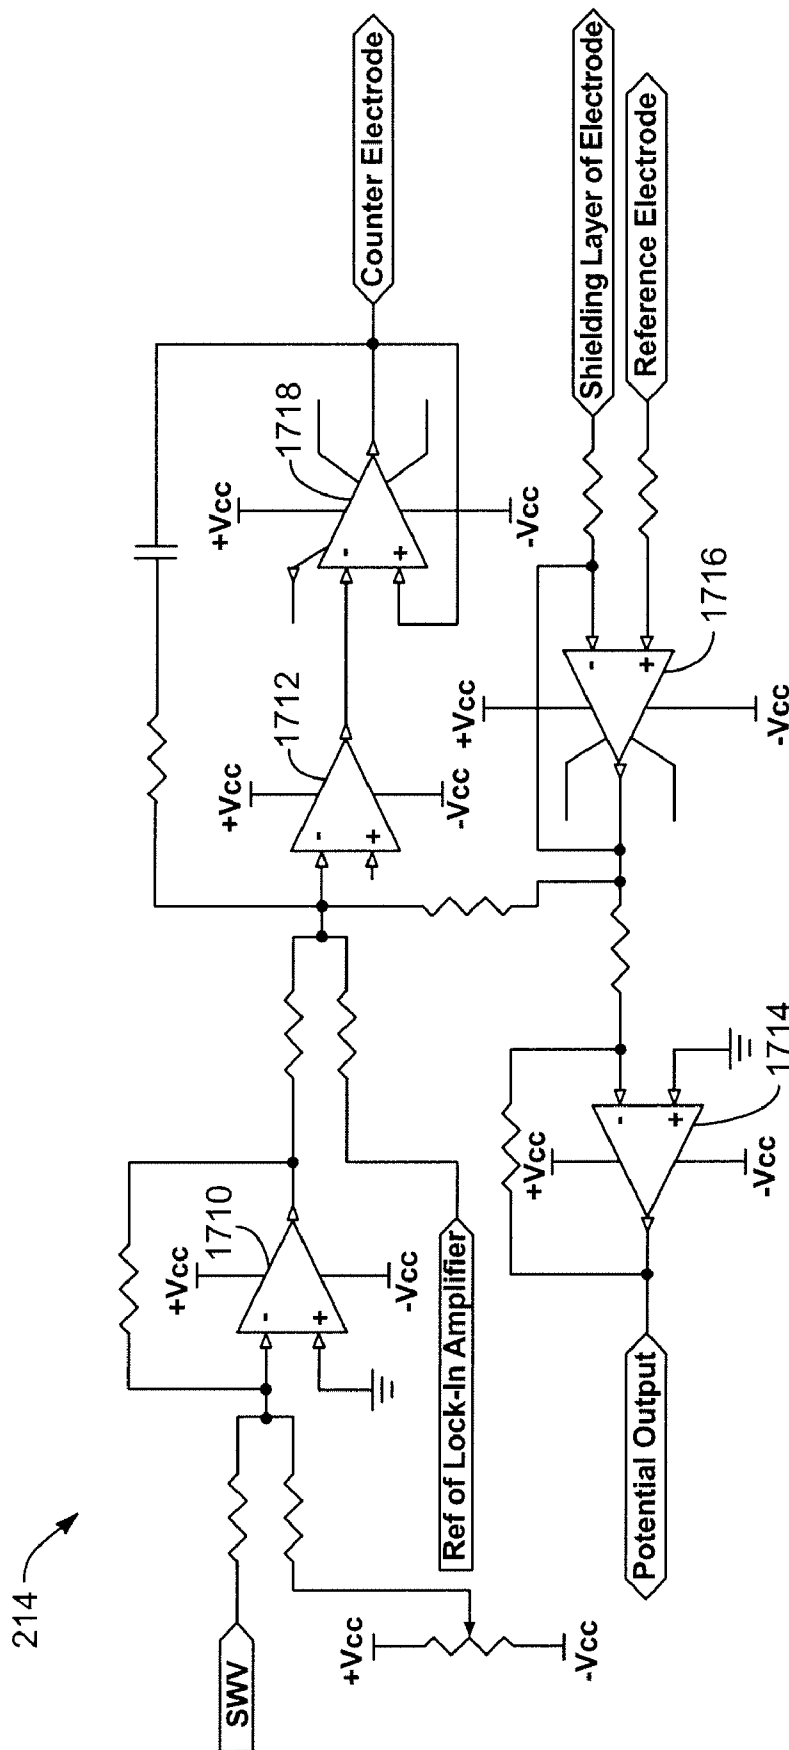 214
SWV
+Vcc
-Vcc
+Vcc
1710
-
+
-Vcc
Ref of Lock-In Amplifier
+Vcc
1712
-
+
-Vcc
+Vcc
1718
-
+
-Vcc
Counter Electrode
Shielding Layer of Electrode
Reference Electrode
+Vcc
-
+
1716
-Vcc
+Vcc
-
+
1714
-Vcc
Potential Output